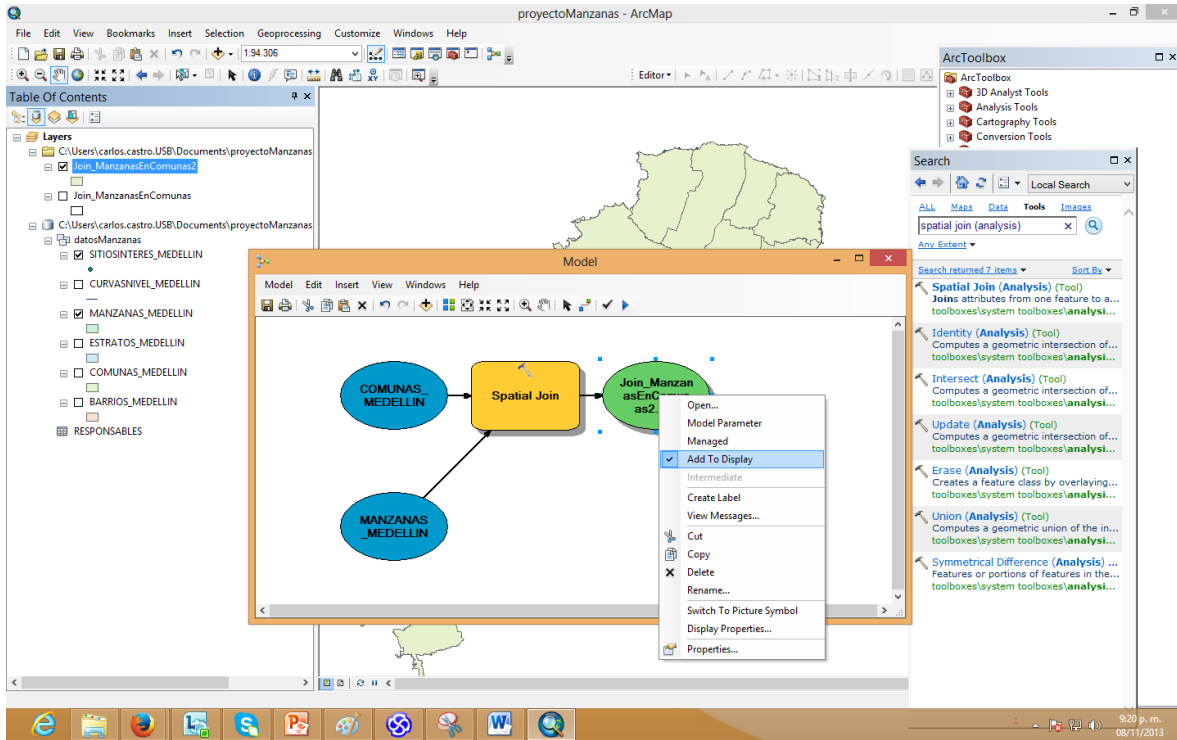 proyectoManzanas - ArcMap
File Edit View Bookmarks Insert Selection Geoprocessing Customize Windows Help
1:94.306
Editor
Table Of Contents
Layers
C:\Users\carlos.castro.USB\Documents\proyectoManzanas
Join_ManzanasEnComunas2
Join_ManzanasEnComunas
C:\Users\carlos.castro.USB\Documents\proyectoManzanas
datosManzanas
SITIOSINTERES_MEDELLIN
CURVASNIVEL_MEDELLIN
MANZANAS_MEDELLIN
ESTRATOS_MEDELLIN
COMUNAS_MEDELLIN
BARRIOS_MEDELLIN
RESPONSABLES
Model
Model Edit Insert View Windows Help
COMUNAS_
MEDELLIN
Spatial Join
Join_Manzan
as2.
MANZANAS
_MEDELLIN
Open...
Model Parameter
Managed
Add To Display
Intermediate
Create Label
View Messages...
Cut
Copy
Delete
Rename...
Switch To Picture Symbol
Display Properties...
Properties...
ArcToolbox
ArcToolbox
3D Analyst Tools
Analysis Tools
Cartography Tools
Conversion Tools
Search
Local Search
ALL Maps Data Tools Images
spatial join (analysis)
Any Extent
Search returned 7 items Sort By
Spatial Join (Analysis) (Tool)
Joins attributes from one feature to a...
toolboxes\system toolboxes\analysi...
Identity (Analysis) (Tool)
Computes a geometric intersection of...
toolboxes\system toolboxes\analysi...
Intersect (Analysis) (Tool)
Computes a geometric intersection of...
toolboxes\system toolboxes\analysi...
Update (Analysis) (Tool)
Computes a geometric intersection of...
toolboxes\system toolboxes\analysi...
Erase (Analysis) (Tool)
Creates a feature class by overlaying...
toolboxes\system toolboxes\analysi...
Union (Analysis) (Tool)
Computes a geometric union of the in...
toolboxes\system toolboxes\analysi...
Symmetrical Difference (Analysis) ...
Features or portions of features in the...
toolboxes\system toolboxes\analysi...
9:20 p. m.
08/11/2013